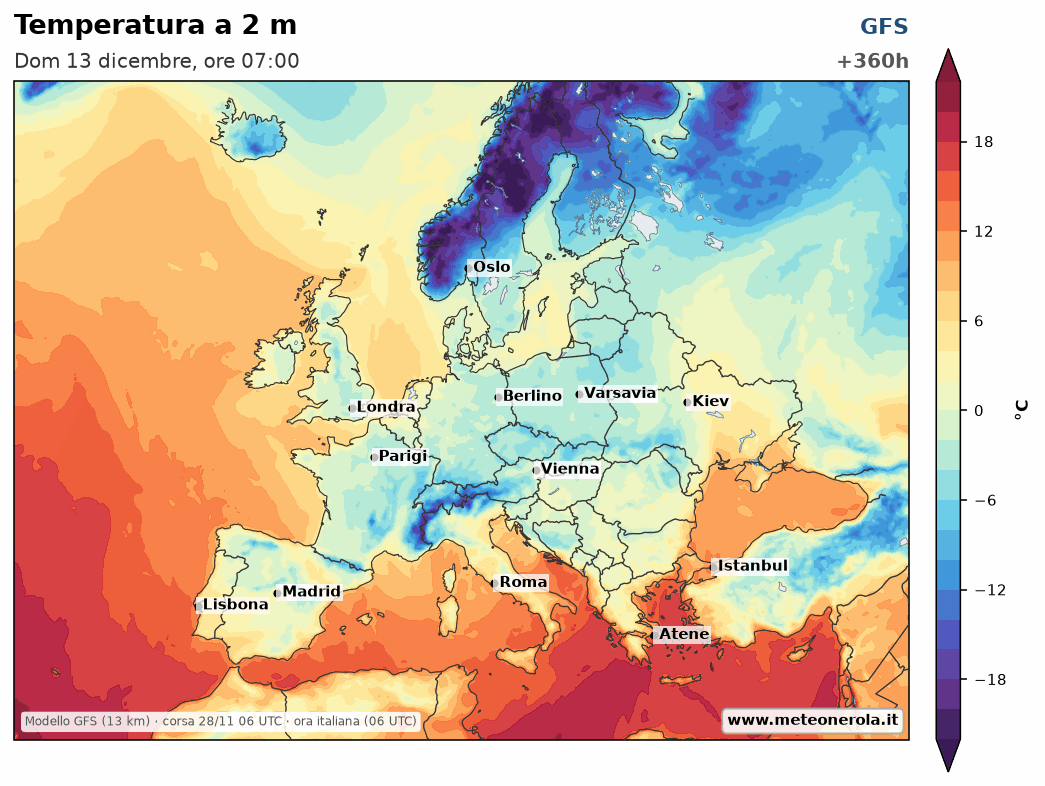 Temperatura a 2 m
GFS
Dom 13 dicembre, ore 07:00
+360h
18
12
6
0
−6
−12
−18
°C
Oslo
Londra
Berlino
Varsavia
Kiev
Parigi
Vienna
Istanbul
Roma
Madrid
Lisbona
Atene
Modello GFS (13 km) · corsa 28/11 06 UTC · ora italiana (06 UTC)
www.meteonerola.it